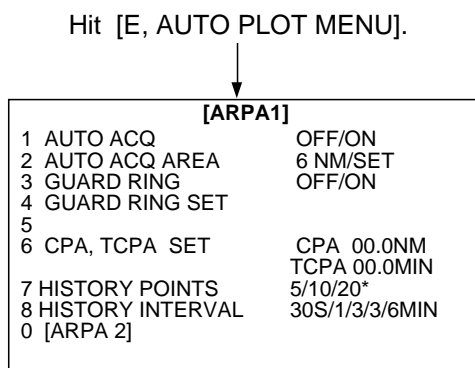 Hit [E, AUTO PLOT MENU].
[ARPA1]
1 AUTO ACQ OFF/ON
2 AUTO ACQ AREA 6 NM/SET
3 GUARD RING OFF/ON
4 GUARD RING SET
5
6 CPA, TCPA SET CPA 00.0NM
TCPA 00.0MIN
7 HISTORY POINTS 5/10/20*
8 HISTORY INTERVAL 30S/1/3/3/6MIN
0 [ARPA 2]